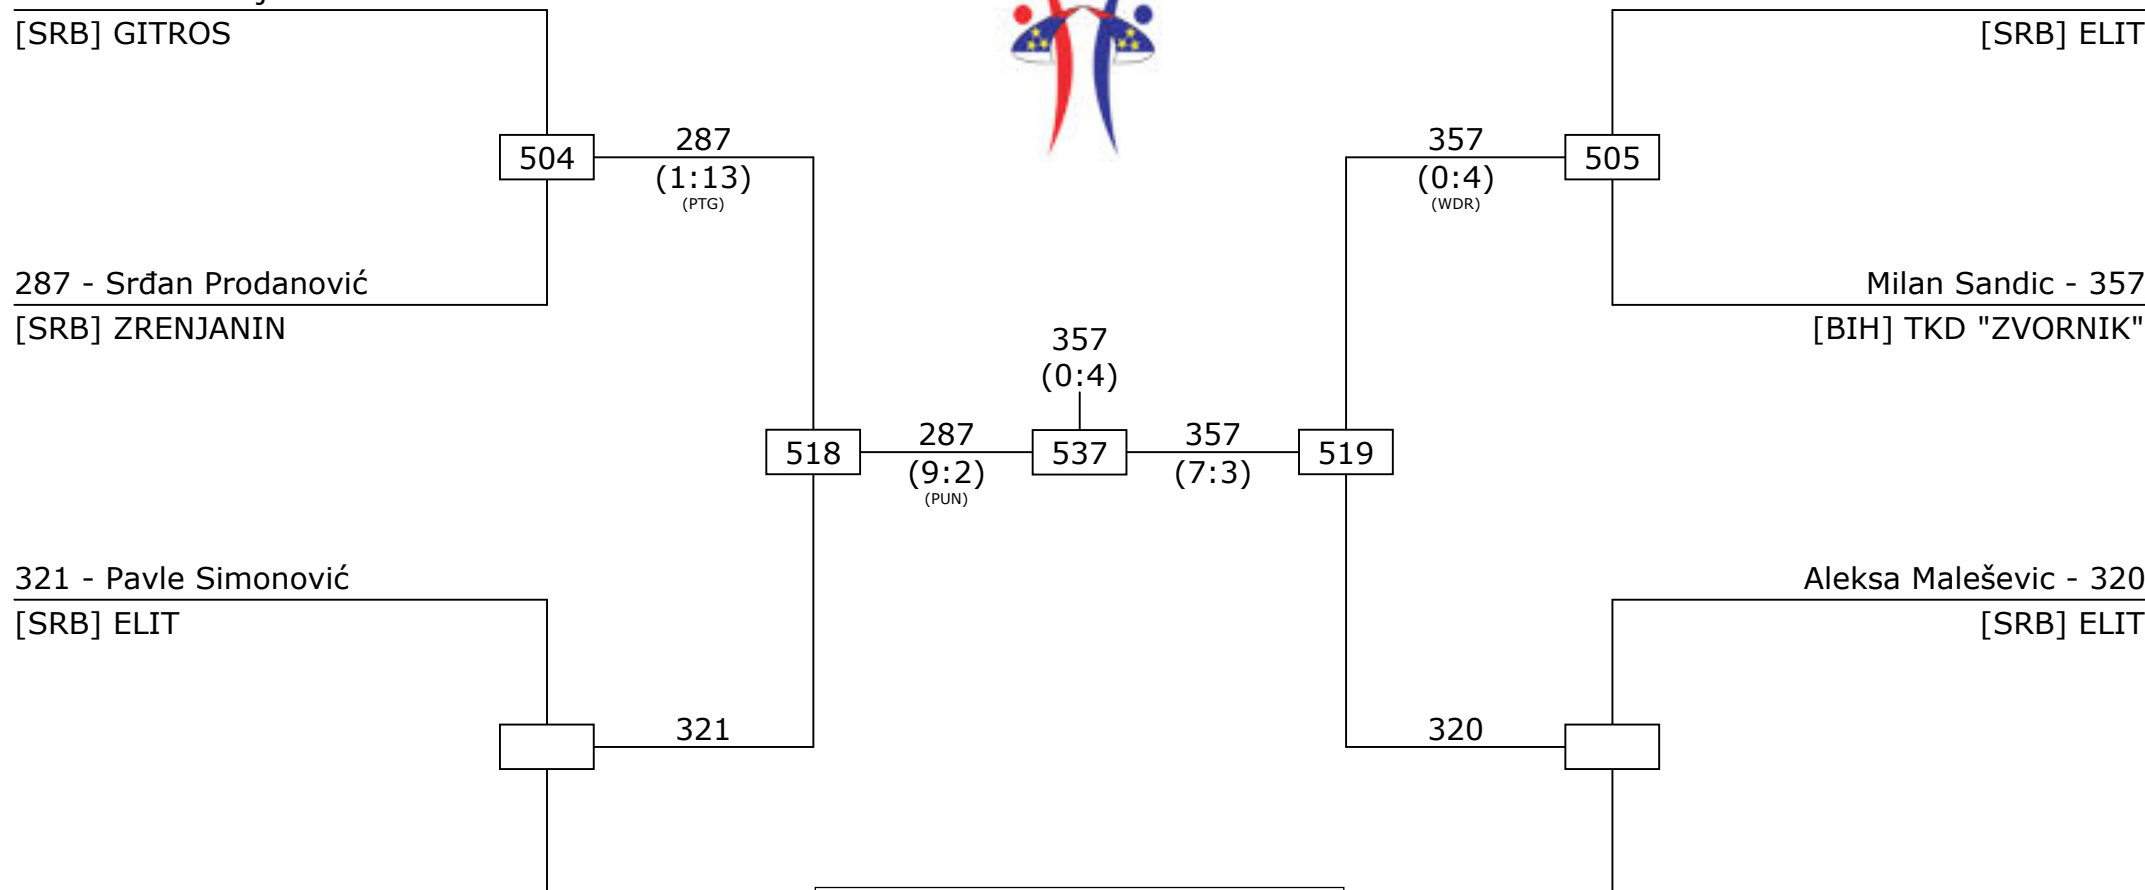 [SRB] GITROS
[SRB] ELIT
504
287
(1:13)
(PTG)
357
(0:4)
(WDR)
505
287 - Srđan Prodanović
[SRB] ZRENJANIN
Milan Sandic - 357
[BIH] TKD "ZVORNIK"
357
(0:4)
518
287
(9:2)
(PUN)
537
357
(7:3)
519
321 - Pavle Simonović
[SRB] ELIT
Aleksa Maleševic - 320
[SRB] ELIT
321
320